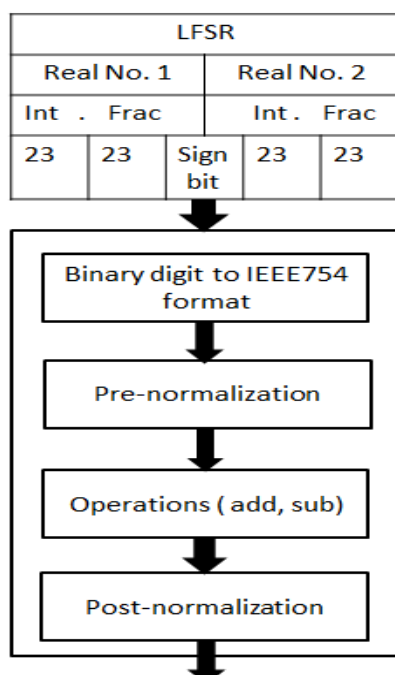 LFSR
Real No. 1 Real No. 2
Int . Frac Int . Frac
23 23 Sign bit 23 23
Binary digit to IEEE754
format
Pre-normalization
Operations ( add, sub)
Post-normalization